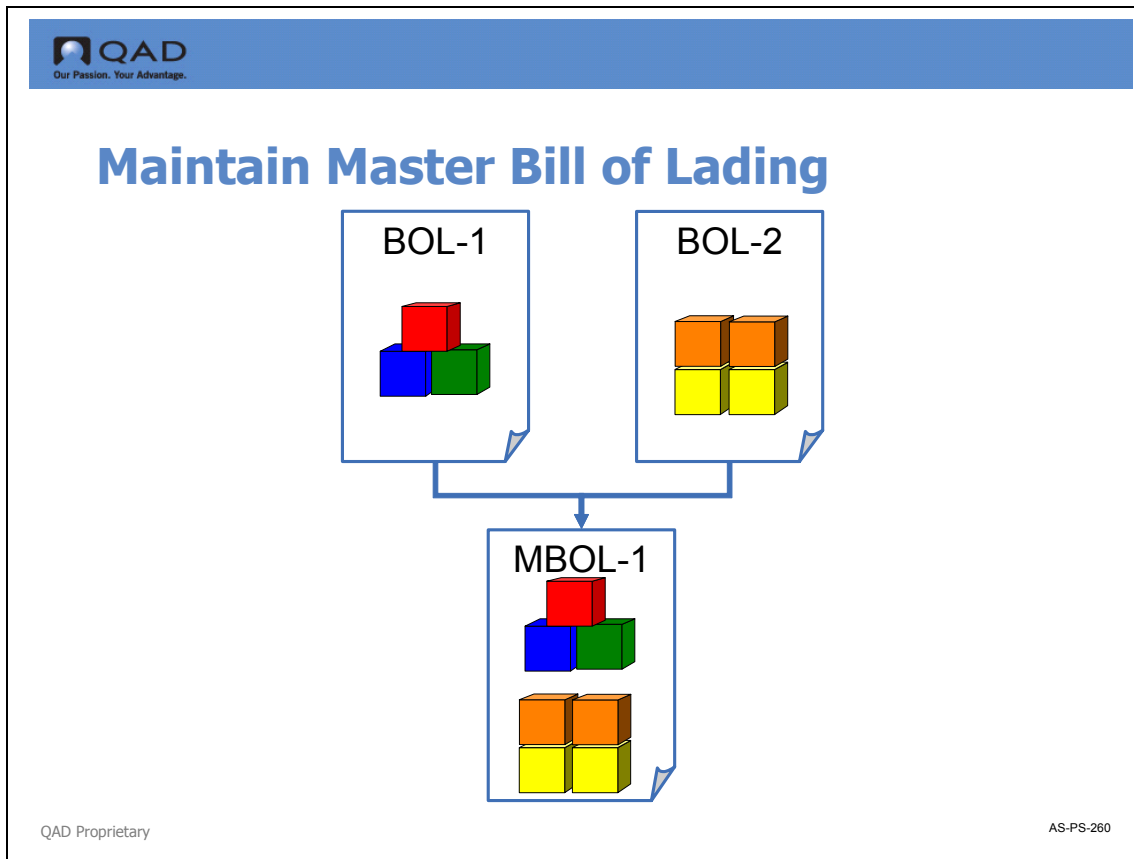 QAD
Our Passion. Your Advantage.
Maintain Master Bill of Lading
BOL-1
BOL-2
MBOL-1
QAD Proprietary
AS-PS-260